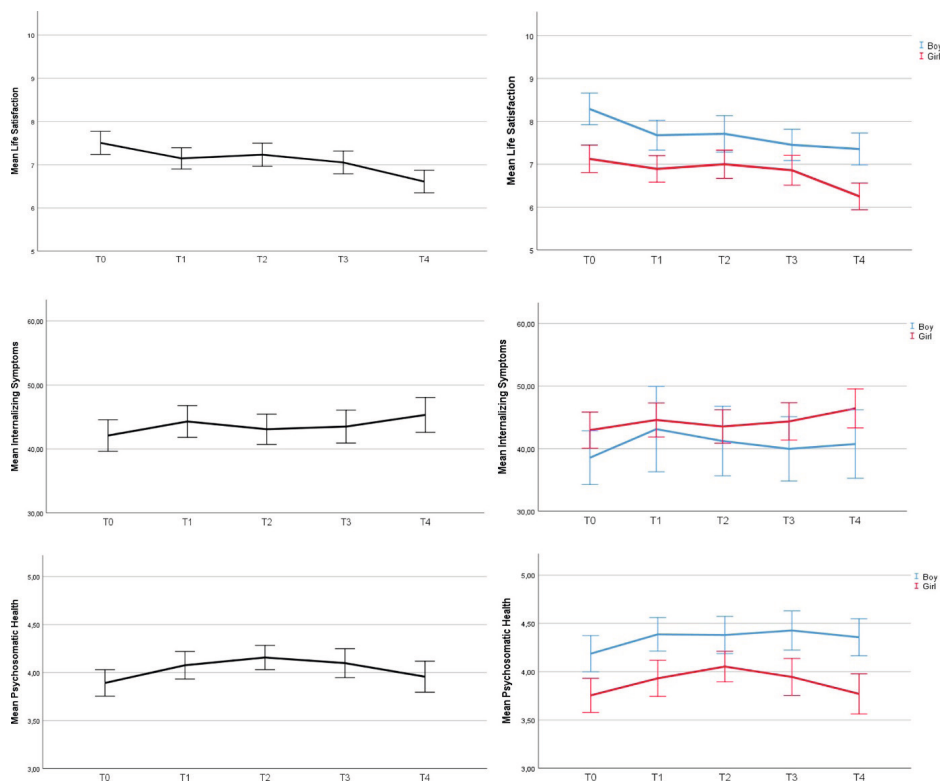 Mean Life Satisfaction
10
9
8
7
6
5
T0 T1 T2 T3 T4
Mean Life Satisfaction
10
9
8
7
6
5
T0 T1 T2 T3 T4
Boy
Girl
Mean Internalizing Symptoms
60,00
50,00
40,00
30,00
T0 T1 T2 T3 T4
Mean Internalizing Symptoms
60,00
50,00
40,00
30,00
T0 T1 T2 T3 T4
Boy
Girl
Mean Psychosomatic Health
5,00
4,50
4,00
3,50
3,00
T0 T1 T2 T3 T4
Mean Psychosomatic Health
5,00
4,50
4,00
3,50
3,00
T0 T1 T2 T3 T4
Boy
Girl